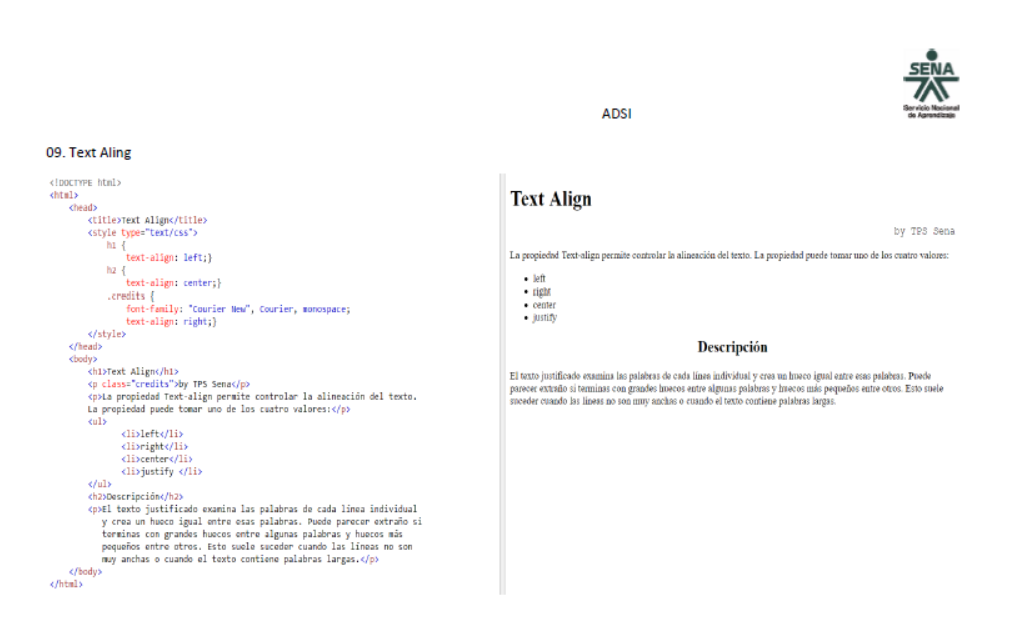 SENA
Servicio Nacional
de Aprendizaje
ADSI
09. Text Aling
<!DOCTYPE html>
<html>
<head>
<title>Text Align</title>
<style type="text/css">
h1 {
text-align: left;}
h2 {
text-align: center;}
.credits {
font-family: "Courier New", Courier, monospace;
text-align: right;}
</style>
</head>
<body>
<h1>Text Align</h1>
<p class="credits">by TPS Sena</p>
<p>La propiedad Text-align permite controlar la alineación del texto.
La propiedad puede tomar uno de los cuatro valores:</p>
<ul>
<li>left</li>
<li>right</li>
<li>center</li>
<li>justify </li>
</ul>
<h2>Descripción</h2>
<p>El texto justificado examina las palabras de cada línea individual
y crea un hueco igual entre esas palabras. Puede parecer extraño si
terminas con grandes huecos entre algunas palabras y huecos más
pequeños entre otros. Esto suele suceder cuando las líneas no son
muy anchas o cuando el texto contiene palabras largas.</p>
</body>
</html>
Text Align
by TPS Sena
La propiedad Text-align permite controlar la alineación del texto. La propiedad puede tomar uno de los cuatro valores:
• left
• right
• center
• justify
Descripción
El texto justificado examina las palabras de cada línea individual y crea un hueco igual entre esas palabras. Puede
parecer extraño si terminas con grandes huecos entre algunas palabras y huecos más pequeños entre otros. Esto suele
suceder cuando las líneas no son muy anchas o cuando el texto contiene palabras largas.